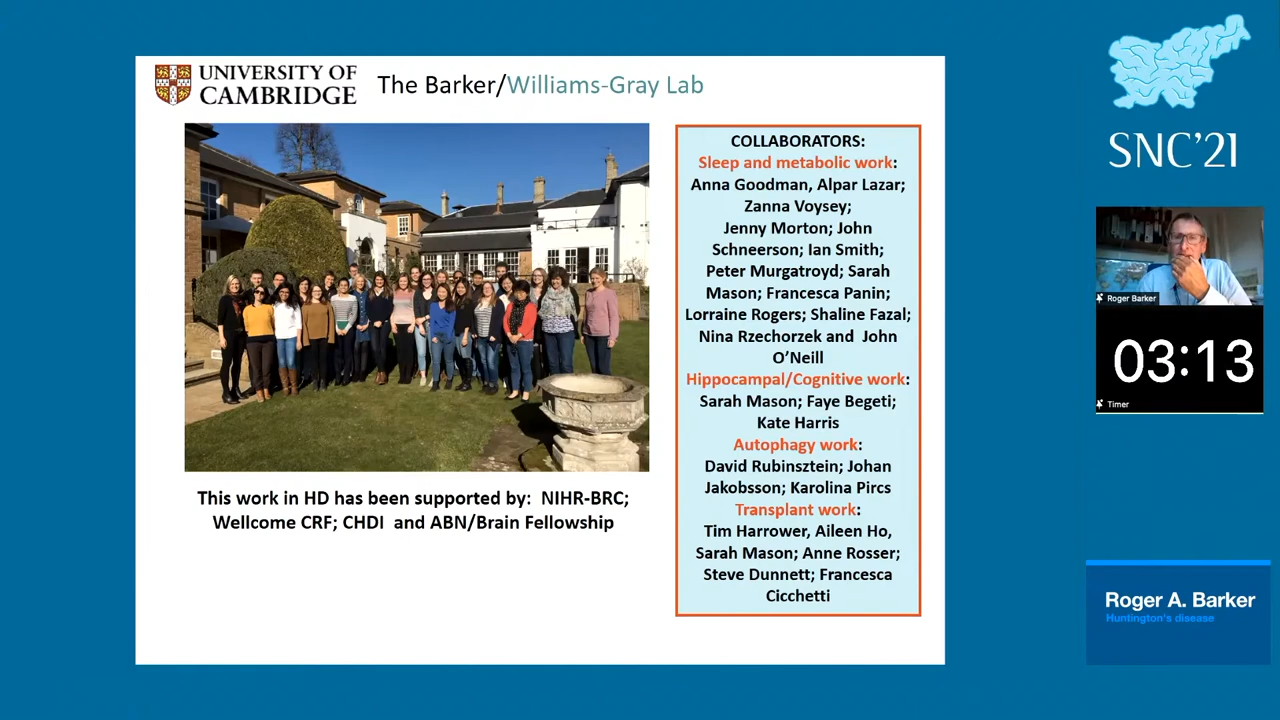 UNIVERSITY OF
CAMBRIDGE
The Barker/Williams-Gray Lab
COLLABORATORS:
Sleep and metabolic work:
Anna Goodman, Alpar Lazar;
Zanna Voysey;
Jenny Morton; John
Schneerson; Ian Smith;
Peter Murgatroyd; Sarah
Mason; Francesca Panin;
Lorraine Rogers; Shaline Fazal;
Nina Rzechorzek and John
O'Neill
Hippocampal/Cognitive work:
Sarah Mason; Faye Begeti;
Kate Harris
Autophagy work:
David Rubinsztein; Johan
Jakobsson; Karolina Pircs
Transplant work:
Tim Harrower, Aileen Ho,
Sarah Mason; Anne Rosser;
Steve Dunnett; Francesca
Cicchetti
This work in HD has been supported by: NIHR-BRC;
Wellcome CRF; CHDI and ABN/Brain Fellowship
SNC'21
Roger Barker
03:13
Timer
Roger A. Barker
Huntington's disease